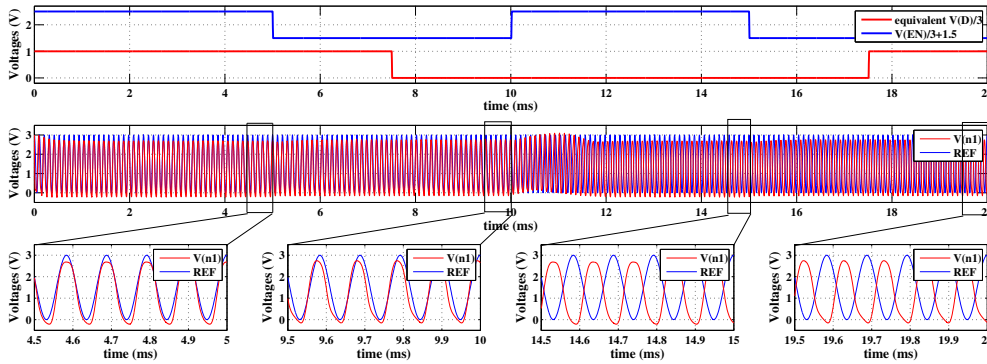 Voltages (V)
2
1
0
equivalent V(D)/3
V(EN)/3+1.5
0 2 4 6 8 10 12 14 16 18 20
time (ms)
Voltages (V)
3
2
1
0
V(n1)
REF
0 2 4 6 8 10 12 14 16 18 20
time (ms)
Voltages (V)
3
2
1
0
V(n1)
REF
4.5 4.6 4.7 4.8 4.9 5
time (ms)
Voltages (V)
3
2
1
0
V(n1)
REF
9.5 9.6 9.7 9.8 9.9 10
time (ms)
Voltages (V)
3
2
1
0
V(n1)
REF
14.5 14.6 14.7 14.8 14.9 15
time (ms)
Voltages (V)
3
2
1
0
V(n1)
REF
19.5 19.6 19.7 19.8 19.9 20
time (ms)